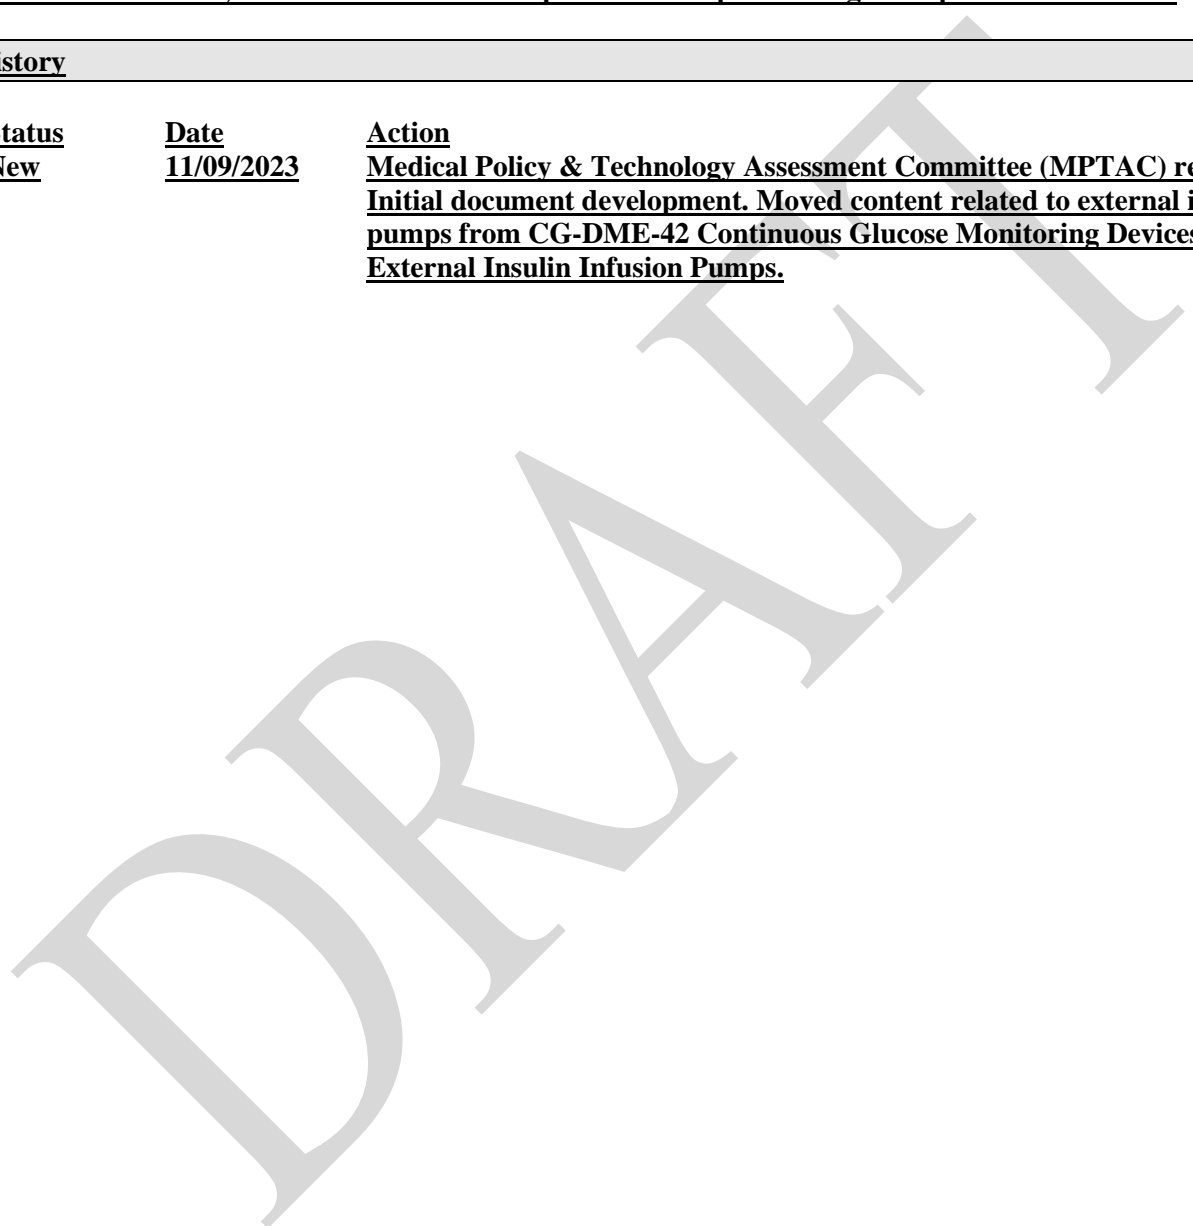 istory
tatus Date Action
New 11/09/2023 Medical Policy & Technology Assessment Committee (MPTAC) re
Initial document development. Moved content related to external i
pumps from CG-DME-42 Continuous Glucose Monitoring Devices
External Insulin Infusion Pumps.
DRAFT